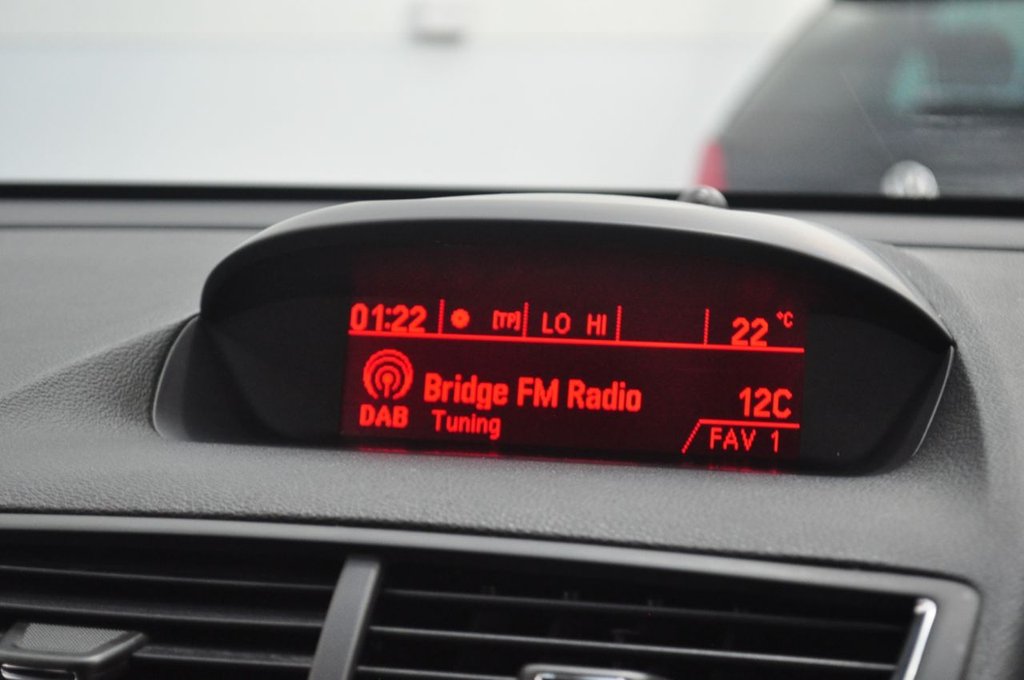 01:22 [TP] LO HI 22 °C
Bridge FM Radio 12C
DAB Tuning FAV 1